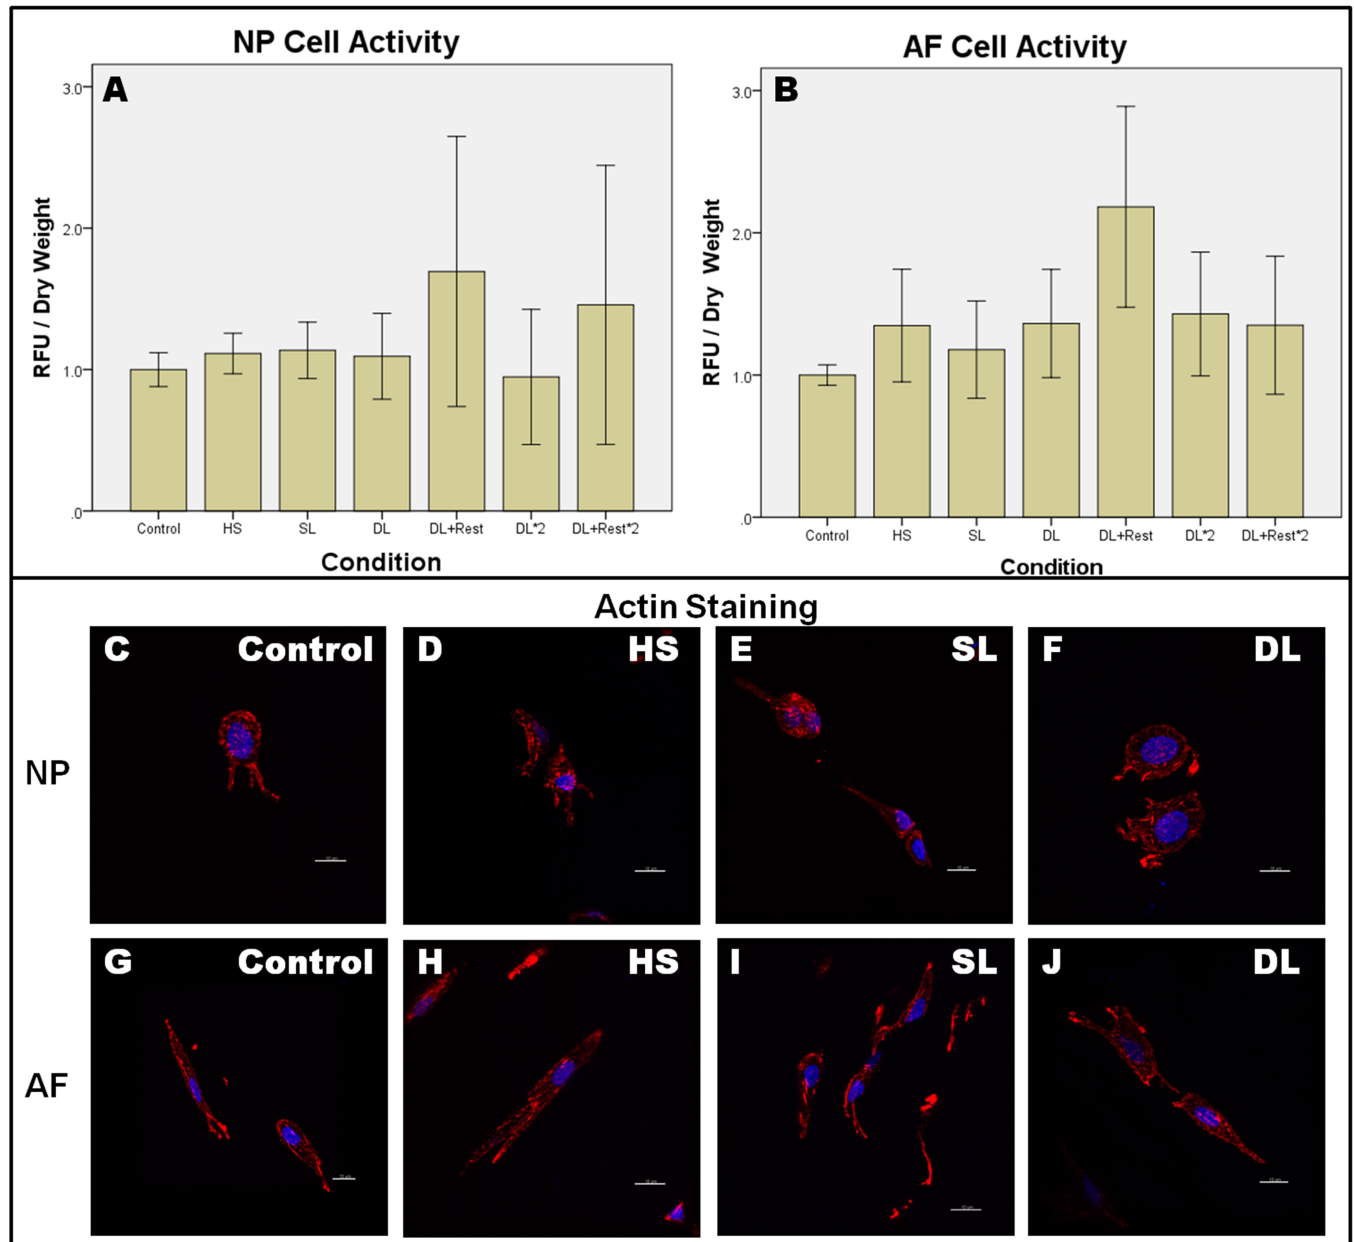 NP Cell Activity
A
3.0
2.0
1.0
.0
RFU / Dry Weight
Control HS SL DL DL+Rest DL*2 DL+Rest*2
Condition
AF Cell Activity
B
3.0
2.0
1.0
.0
RFU / Dry Weight
Control HS SL DL DL+Rest DL*2 DL+Rest*2
Condition
Actin Staining
NP
C Control
D HS
E SL
F DL
AF
G Control
H HS
I SL
J DL